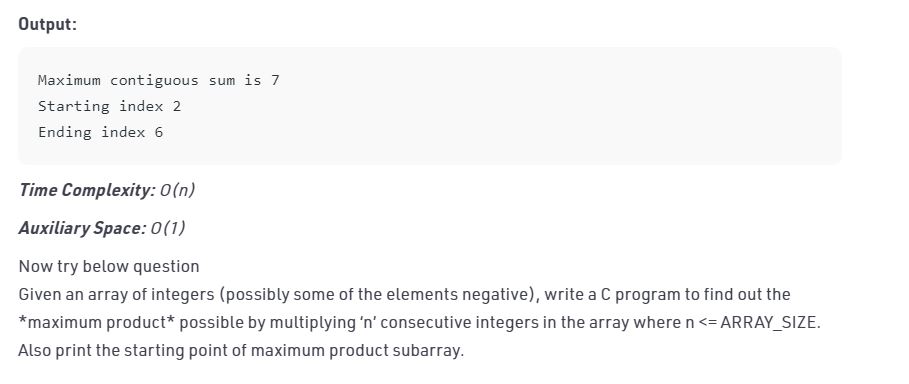 Output:
Maximum contiguous sum is 7
Starting index 2
Ending index 6
Time Complexity: O(n)
Auxiliary Space: O(1)
Now try below question
Given an array of integers (possibly some of the elements negative), write a C program to find out the
*maximum product* possible by multiplying ‘n’ consecutive integers in the array where n <= ARRAY_SIZE.
Also print the starting point of maximum product subarray.